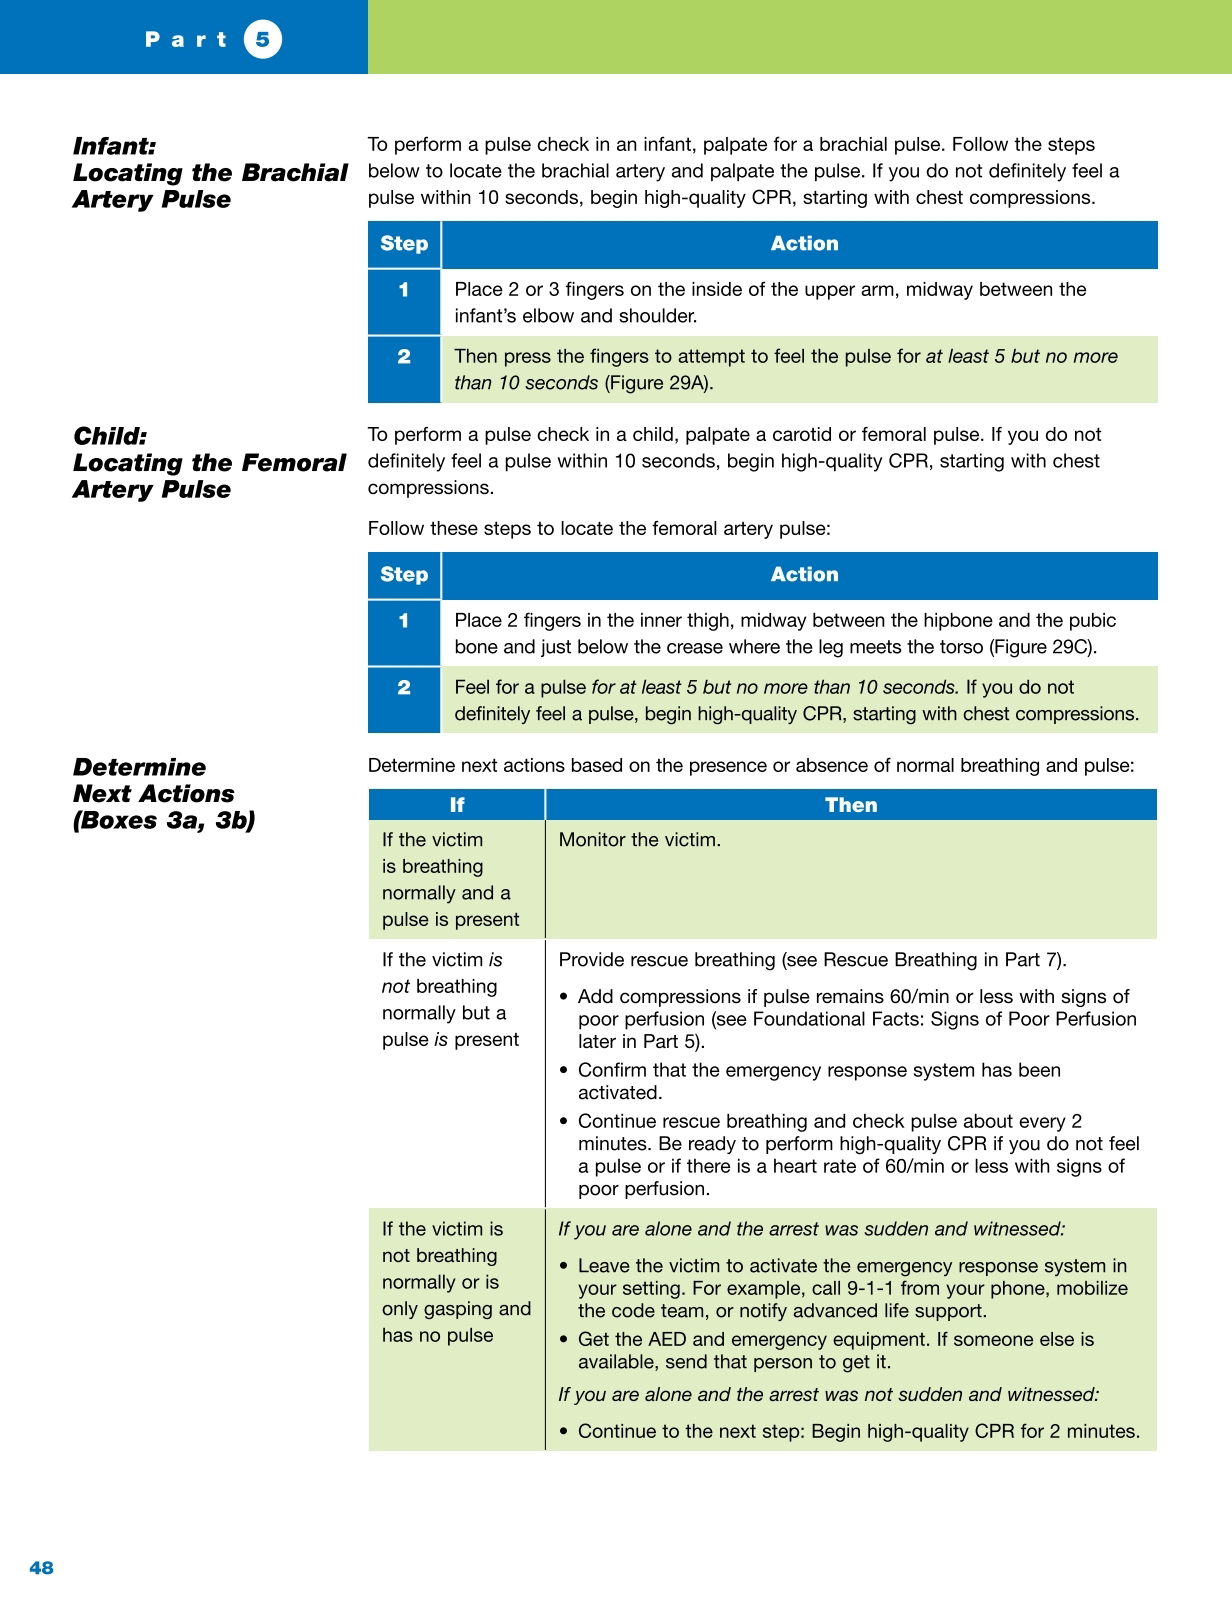 Part 5
Infant:
Locating the Brachial
Artery Pulse
To perform a pulse check in an infant, palpate for a brachial pulse. Follow the steps
below to locate the brachial artery and palpate the pulse. If you do not definitely feel a
pulse within 10 seconds, begin high-quality CPR, starting with chest compressions.
Step Action
1 Place 2 or 3 fingers on the inside of the upper arm, midway between the
infant’s elbow and shoulder.
2 Then press the fingers to attempt to feel the pulse for at least 5 but no more
than 10 seconds (Figure 29A).
Child:
Locating the Femoral
Artery Pulse
To perform a pulse check in a child, palpate a carotid or femoral pulse. If you do not
definitely feel a pulse within 10 seconds, begin high-quality CPR, starting with chest
compressions.
Follow these steps to locate the femoral artery pulse:
Step Action
1 Place 2 fingers in the inner thigh, midway between the hipbone and the pubic
bone and just below the crease where the leg meets the torso (Figure 29C).
2 Feel for a pulse for at least 5 but no more than 10 seconds. If you do not
definitely feel a pulse, begin high-quality CPR, starting with chest compressions.
Determine
Next Actions
(Boxes 3a, 3b)
Determine next actions based on the presence or absence of normal breathing and pulse:
If Then
If the victim
is breathing
normally and a
pulse is present
Monitor the victim.
If the victim is
not breathing
normally but a
pulse is present
Provide rescue breathing (see Rescue Breathing in Part 7).
• Add compressions if pulse remains 60/min or less with signs of
poor perfusion (see Foundational Facts: Signs of Poor Perfusion
later in Part 5).
• Confirm that the emergency response system has been
activated.
• Continue rescue breathing and check pulse about every 2
minutes. Be ready to perform high-quality CPR if you do not feel
a pulse or if there is a heart rate of 60/min or less with signs of
poor perfusion.
If the victim is
not breathing
normally or is
only gasping and
has no pulse
If you are alone and the arrest was sudden and witnessed:
• Leave the victim to activate the emergency response system in
your setting. For example, call 9-1-1 from your phone, mobilize
the code team, or notify advanced life support.
• Get the AED and emergency equipment. If someone else is
available, send that person to get it.
If you are alone and the arrest was not sudden and witnessed:
• Continue to the next step: Begin high-quality CPR for 2 minutes.
48